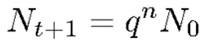 $N_{t+1} = q^n N_0$